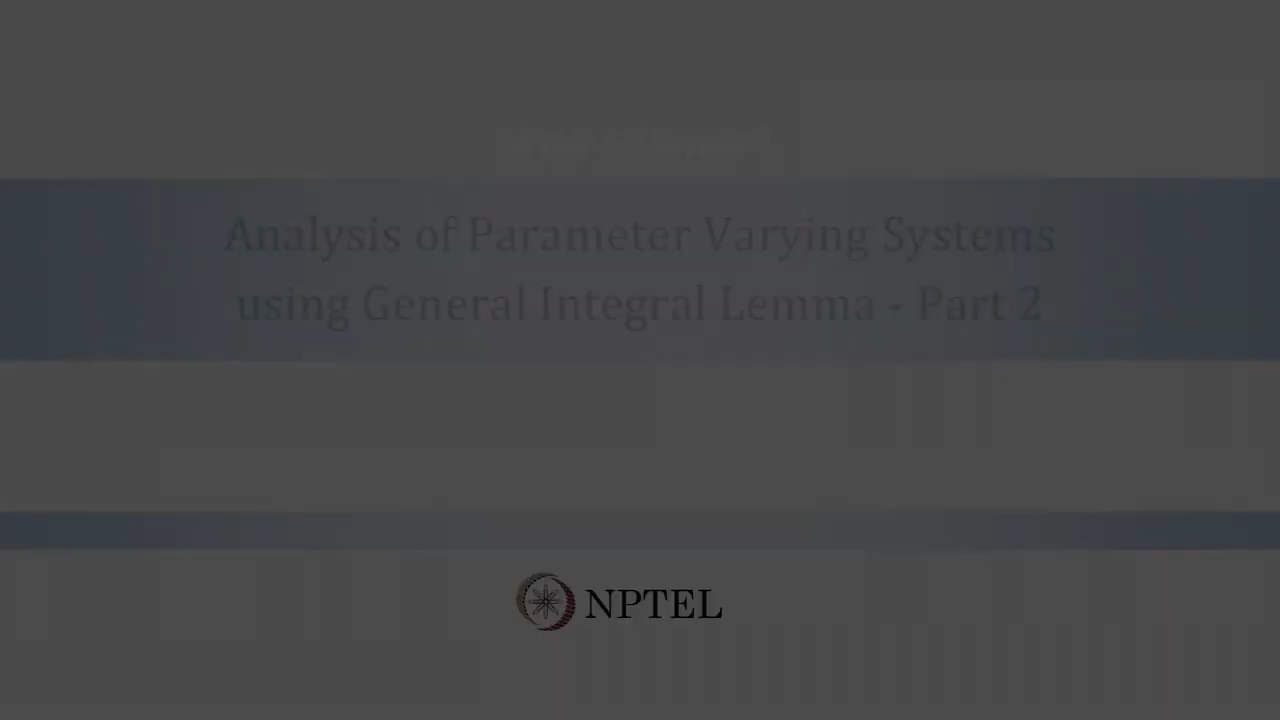 Analysis of Parameter Varying Systems
using General Integral Lemma - Part 2
NPTEL